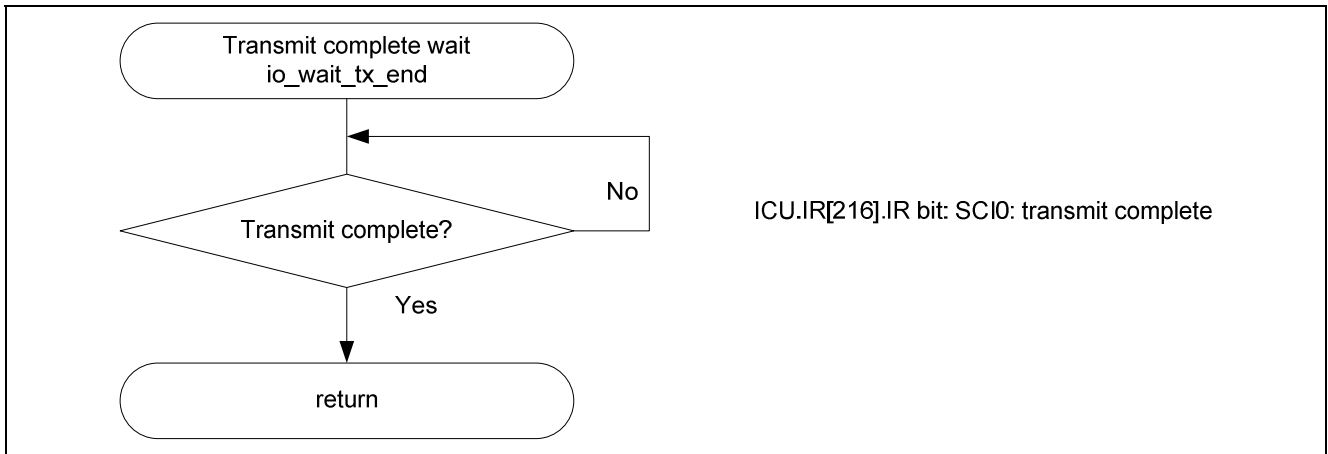 Transmit complete wait
io_wait_tx_end
No
Transmit complete?
ICU.IR[216].IR bit: SCI0: transmit complete
Yes
return